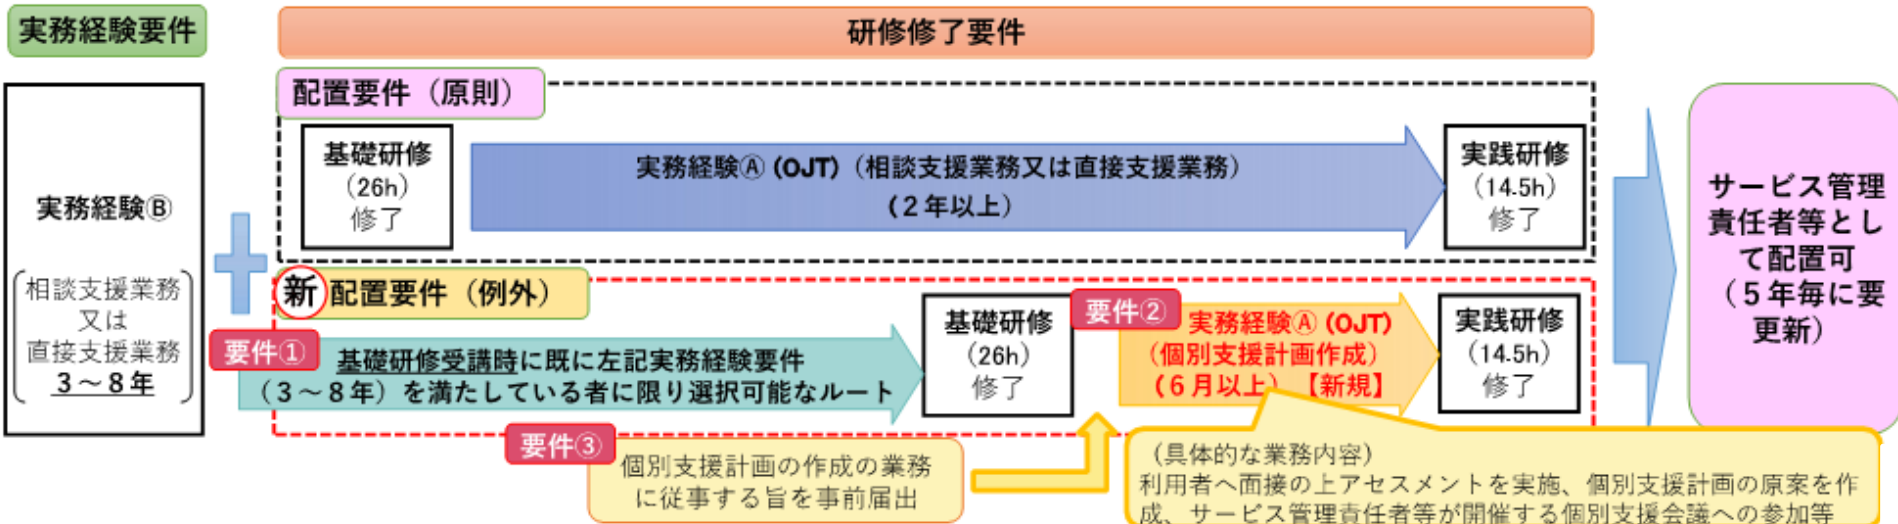 実務経験要件
研修修了要件
実務経験Ⓑ
相談支援業務
又は
直接支援業務
3～8年
配置要件（原則）
基礎研修
（26h）
修了
実務経験Ⓐ (OJT)（相談支援業務又は直接支援業務）
（２年以上）
実践研修
（14.5h）
修了
新 配置要件（例外）
要件①
基礎研修受講時に既に左記実務経験要件
（３～８年）を満たしている者に限り選択可能なルート
基礎研修
（26h）
修了
要件②
実務経験Ⓐ (OJT)
（個別支援計画作成）
（６月以上）【新規】
実践研修
（14.5h）
修了
要件③
個別支援計画の作成の業務
に従事する旨を事前届出
（具体的な業務内容）
利用者へ面接の上アセスメントを実施、個別支援計画の原案を作
成、サービス管理責任者等が開催する個別支援会議への参加等
サービス管理
責任者等とし
て配置可
（５年毎に要
更新）